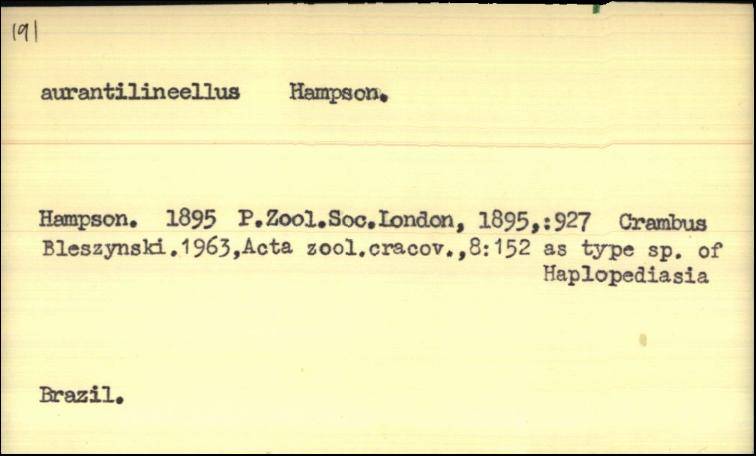 191
aurantilineellus Hampson.
Hampson. 1895 P.Zool.Soc.London, 1895,:927 Crambus
Bleszynski.1963,Acta zool.cracov.,8:152 as type sp. of
Haplopediasia
Brazil.